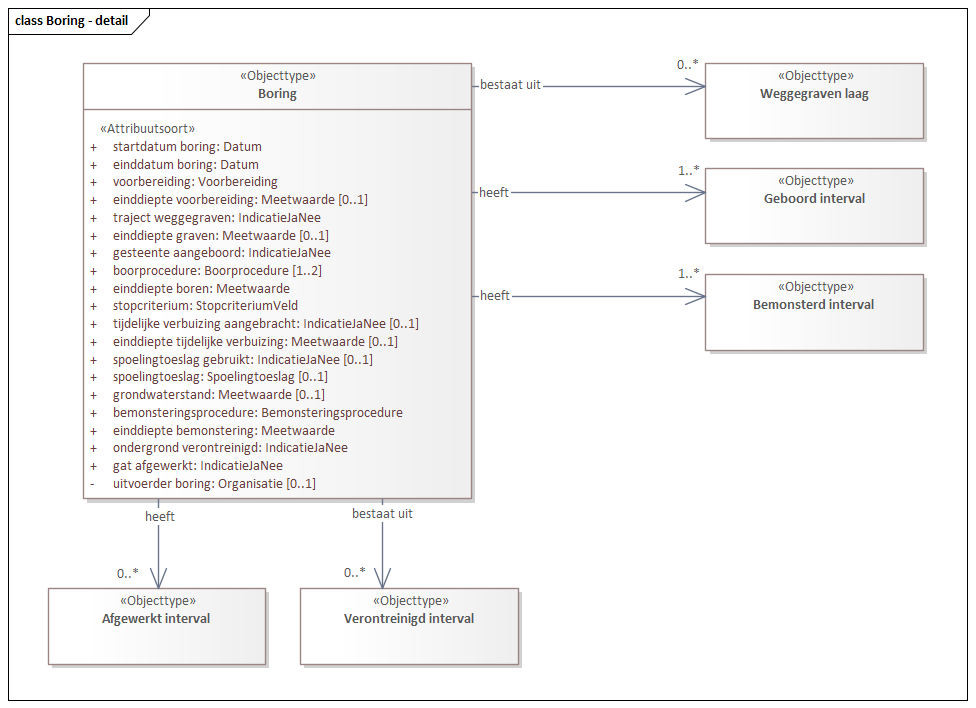 class Boring - detail
«Objecttype»
Boring
«Attribuutsoort»
+ startdatum boring: Datum
+ einddatum boring: Datum
+ voorbereiding: Voorbereiding
+ einddiepte voorbereiding: Meetwaarde [0..1]
+ traject weggegraven: IndicatieJaNee
+ einddiepte graven: Meetwaarde [0..1]
+ gesteente aangeboord: IndicatieJaNee
+ boorprocedure: Boorprocedure [1..2]
+ einddiepte boren: Meetwaarde
+ stopcriterium: StopcriteriumVeld
+ tijdelijke verbuizing aangebracht: IndicatieJaNee [0..1]
+ einddiepte tijdelijke verbuizing: Meetwaarde [0..1]
+ spoelingtoeslag gebruikt: IndicatieJaNee [0..1]
+ spoelingtoeslag: Spoelingtoeslag [0..1]
+ grondwaterstand: Meetwaarde [0..1]
+ bemonsteringsprocedure: Bemonsteringsprocedure
+ einddiepte bemonstering: Meetwaarde
+ ondergrond verontreinigd: IndicatieJaNee
+ gat afgewerkt: IndicatieJaNee
- uitvoerder boring: Organisatie [0..1]
bestaat uit
0..*
«Objecttype»
Weggegraven laag
heeft
1..*
«Objecttype»
Geboord interval
heeft
1..*
«Objecttype»
Bemonsterd interval
heeft
0..*
«Objecttype»
Afgewerkt interval
bestaat uit
0..*
«Objecttype»
Verontreinigd interval